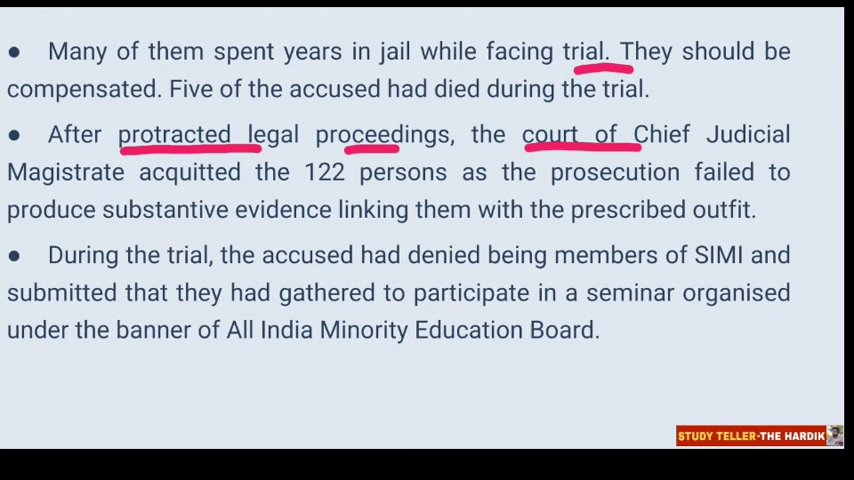 ● Many of them spent years in jail while facing trial. They should be
compensated. Five of the accused had died during the trial.
● After protracted legal proceedings, the court of Chief Judicial
Magistrate acquitted the 122 persons as the prosecution failed to
produce substantive evidence linking them with the prescribed outfit.
● During the trial, the accused had denied being members of SIMI and
submitted that they had gathered to participate in a seminar organised
under the banner of All India Minority Education Board.
STUDY TELLER-THE HARDIK